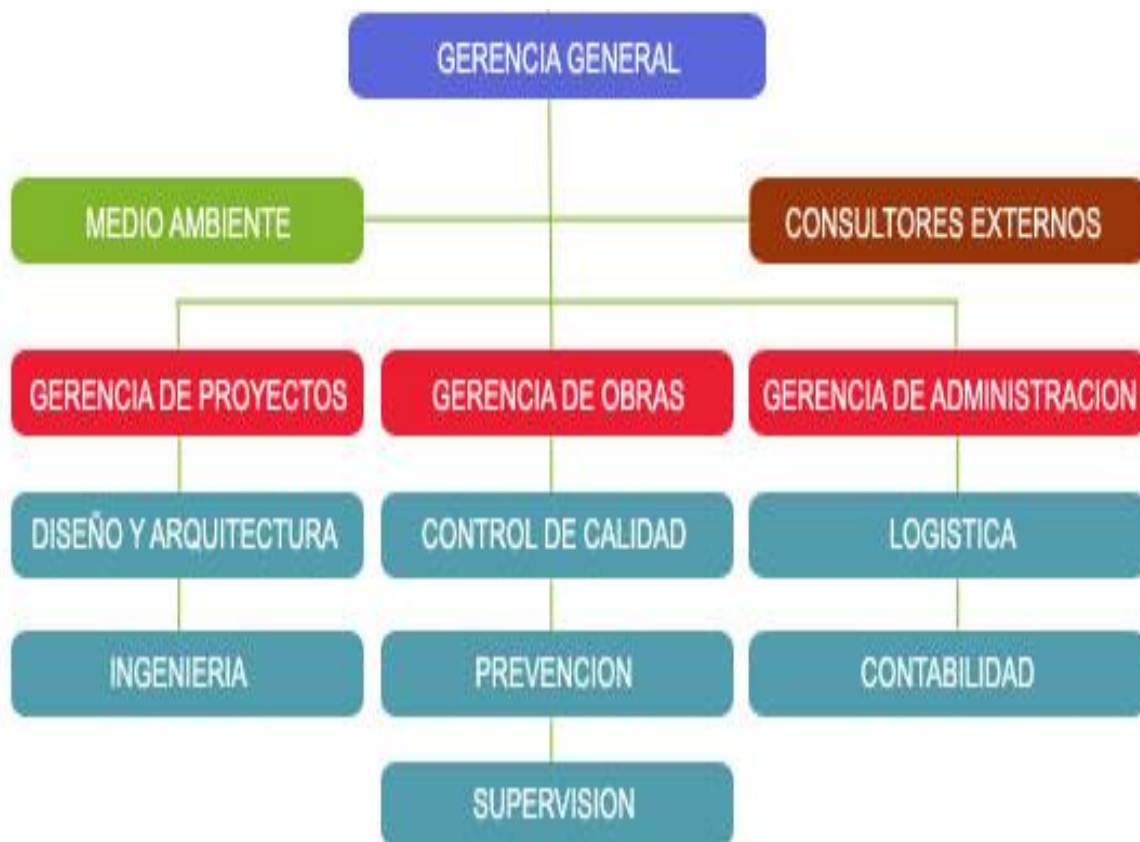 GERENCIA GENERAL
MEDIO AMBIENTE
CONSULTORES EXTERNOS
GERENCIA DE PROYECTOS
GERENCIA DE OBRAS
GERENCIA DE ADMINISTRACION
DISEÑO Y ARQUITECTURA
CONTROL DE CALIDAD
LOGISTICA
INGENIERIA
PREVENCION
CONTABILIDAD
SUPERVISION